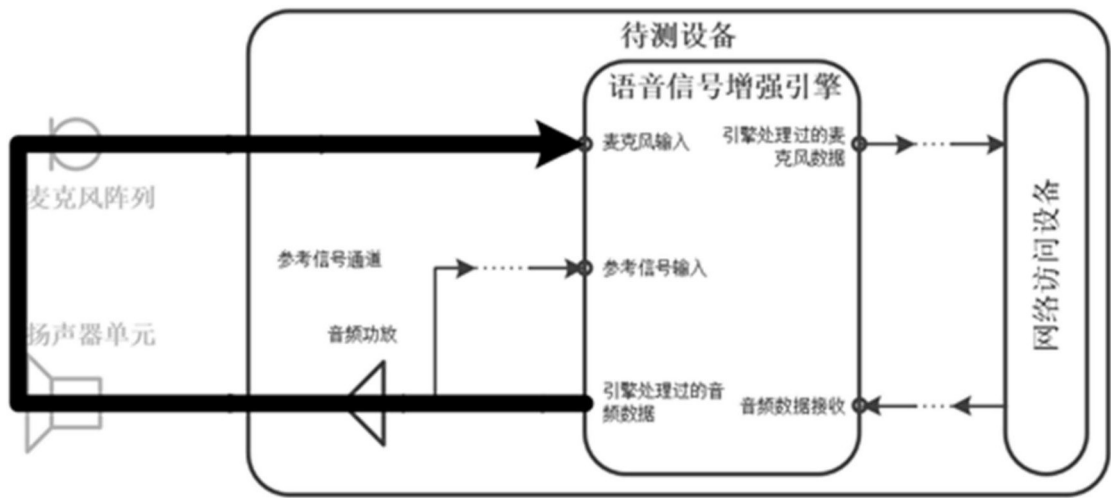 待测设备
语音信号增强引擎
麦克风输入
引擎处理过的麦
克风数据
麦克风阵列
参考信号通道
参考信号输入
网络访问设备
扬声器单元
音频功放
引擎处理过的音
频数据
音频数据接收